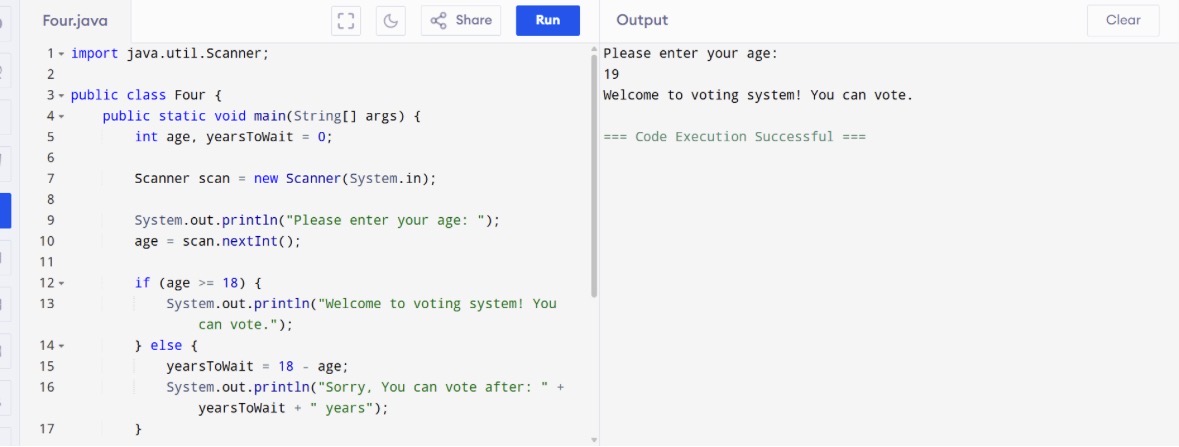 Four.java
Share
Run
Output
Clear
1 import java.util.Scanner;
2
3 public class Four {
4 public static void main(String[] args) {
5 int age, yearsToWait = 0;
6
7 Scanner scan = new Scanner(System.in);
8
9 System.out.println("Please enter your age: ");
10 age = scan.nextInt();
11
12 if (age >= 18) {
13 System.out.println("Welcome to voting system! You
can vote.");
14 } else {
15 yearsToWait = 18 - age;
16 System.out.println("Sorry, You can vote after: " +
yearsToWait + " years");
17 }
Please enter your age:
19
Welcome to voting system! You can vote.
=== Code Execution Successful ===